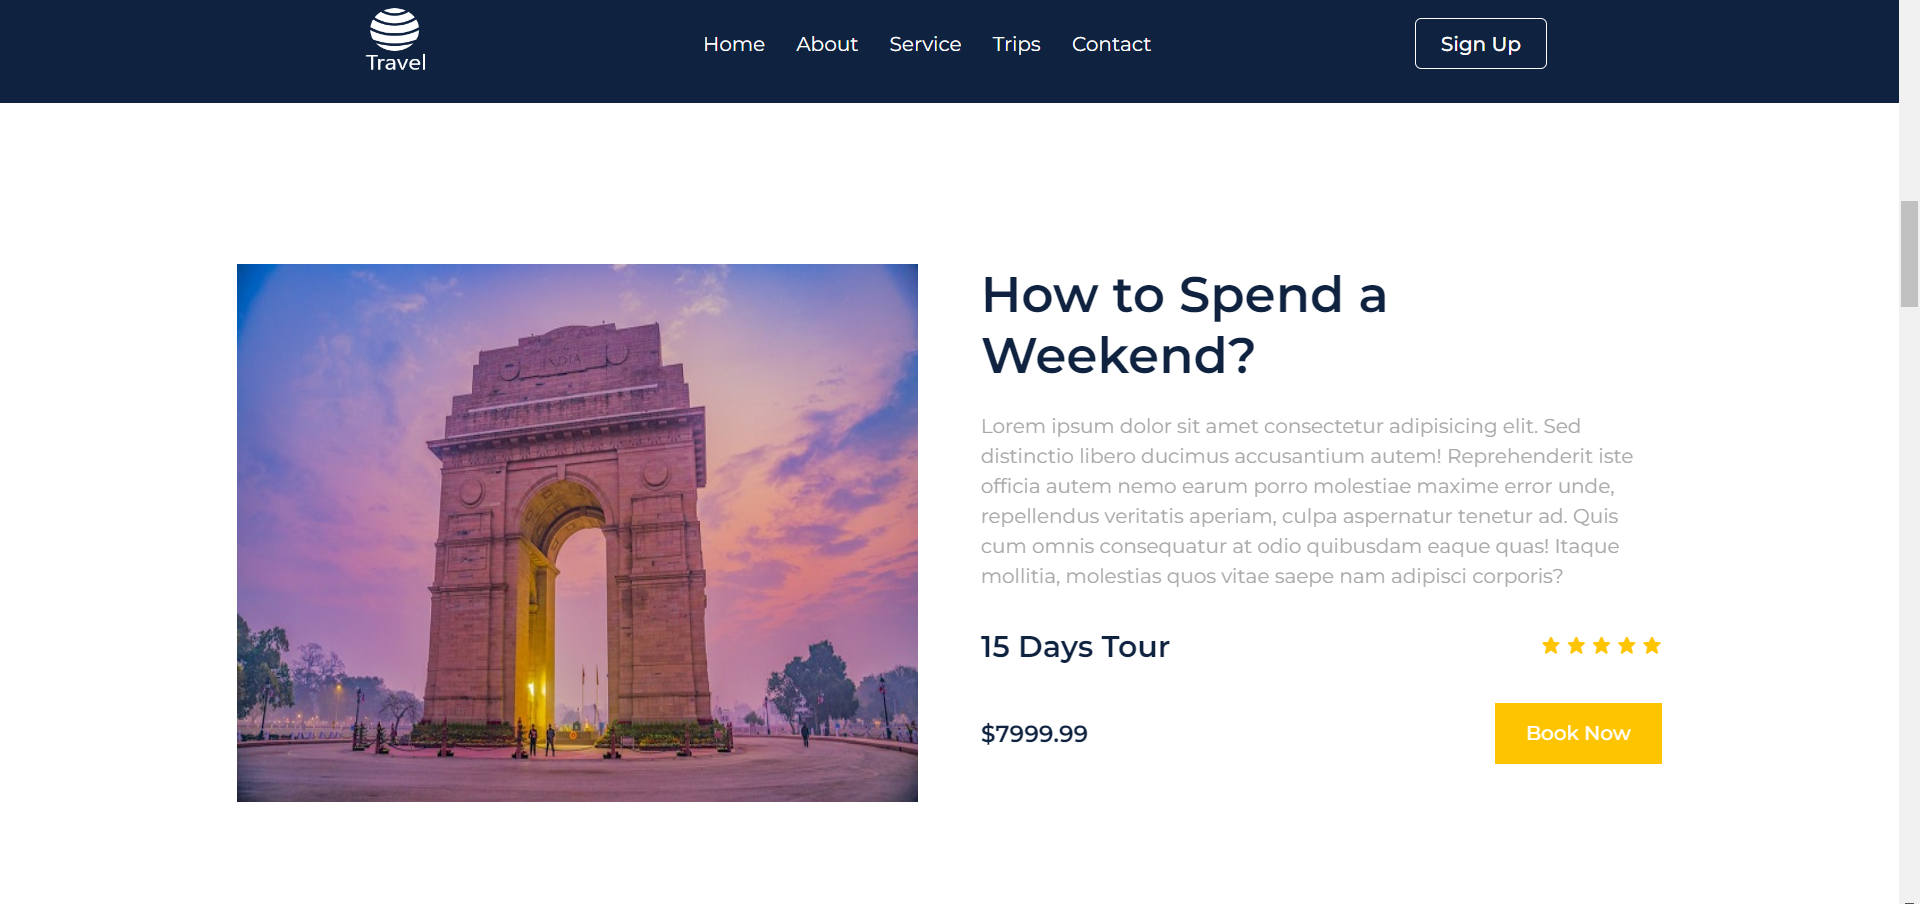 Travel
Home
About
Service
Trips
Contact
Sign Up
INDIA
How to Spend a
Weekend?
Lorem ipsum dolor sit amet consectetur adipisicing elit. Sed
distinctio libero ducimus accusantium autem! Reprehenderit iste
officia autem nemo earum porro molestiae maxime error unde,
repellendus veritatis aperiam, culpa aspernatur tenetur ad. Quis
cum omnis consequatur at odio quibusdam eaque quas! Itaque
mollitia, molestias quos vitae saepe nam adipisci corporis?
15 Days Tour
$7999.99
Book Now